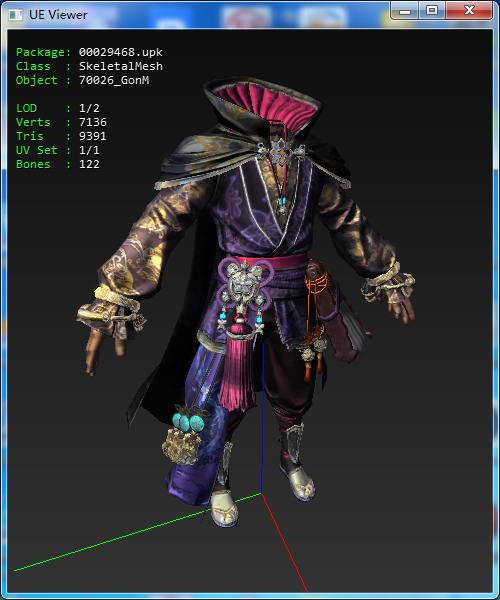 UE Viewer
Package: 00029468.upk
Class : SkeletalMesh
Object : 70026_GonM
LOD : 1/2
Verts : 7136
Tris : 9391
UV Set : 1/1
Bones : 122